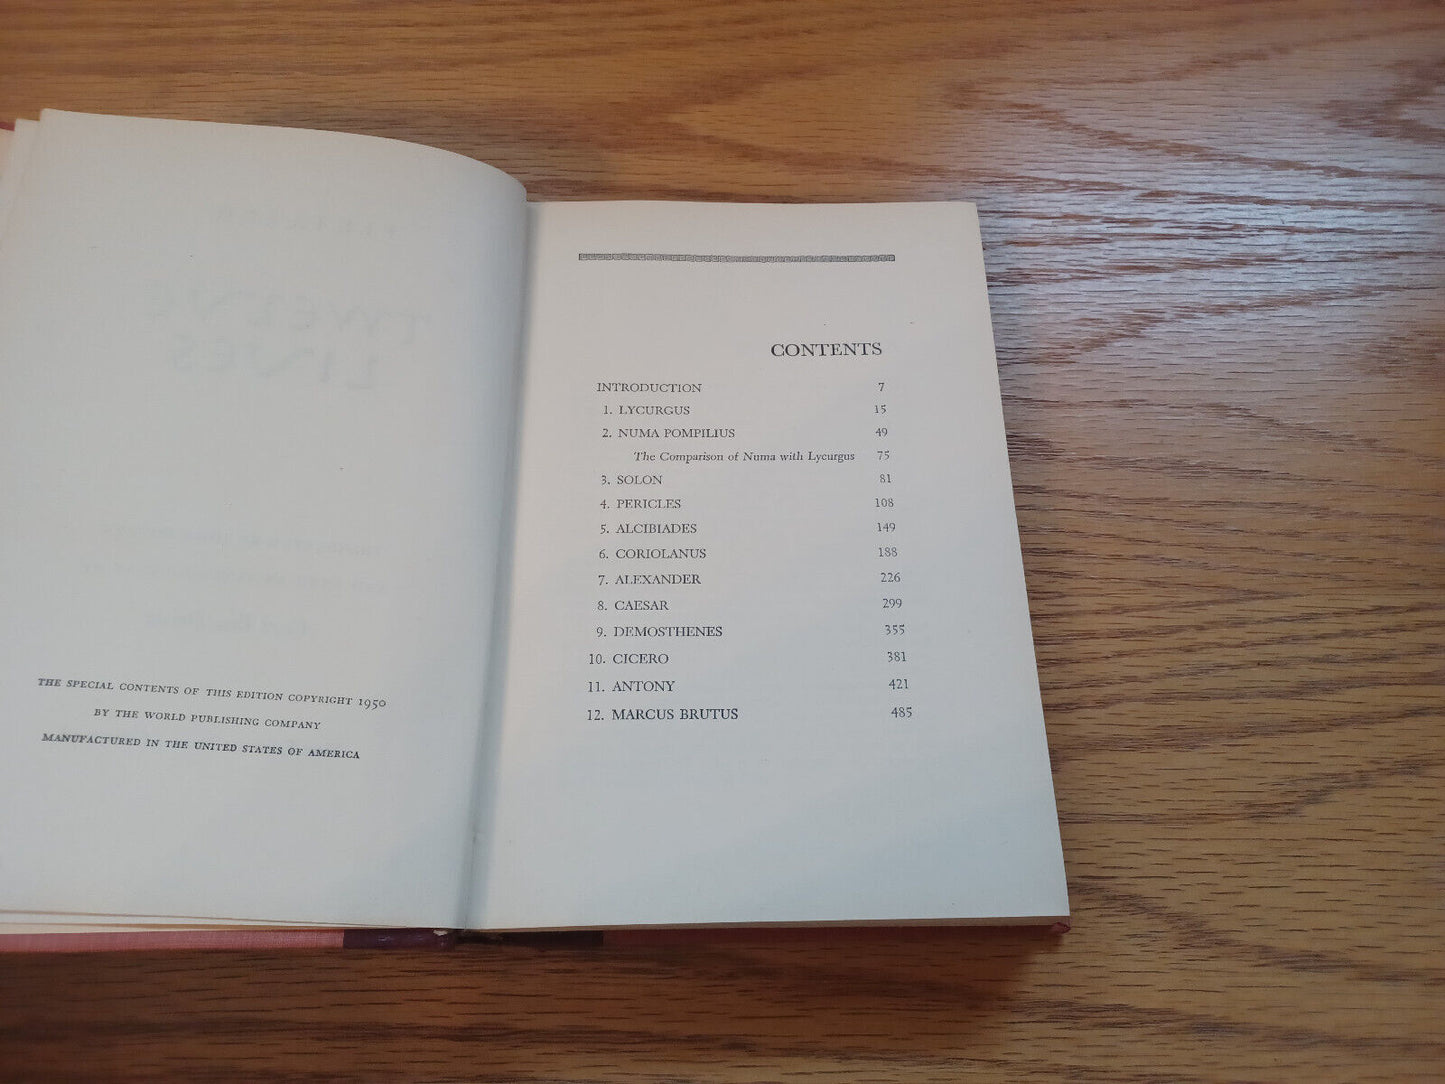 THE SPECIAL CONTENTS OF THIS EDITION COPYRIGHT 1950
BY THE WORLD PUBLISHING COMPANY
MANUFACTURED IN THE UNITED STATES OF AMERICA
CONTENTS
INTRODUCTION 7
1. LYCURGUS 15
2. NUMA POMPILIUS 49
The Comparison of Numa with Lycurgus 75
3. SOLON 81
4. PERICLES 108
5. ALCIBIADES 149
6. CORIOLANUS 188
7. ALEXANDER 226
8. CAESAR 299
9. DEMOSTHENES 355
10. CICERO 381
11. ANTONY 421
12. MARCUS BRUTUS 485